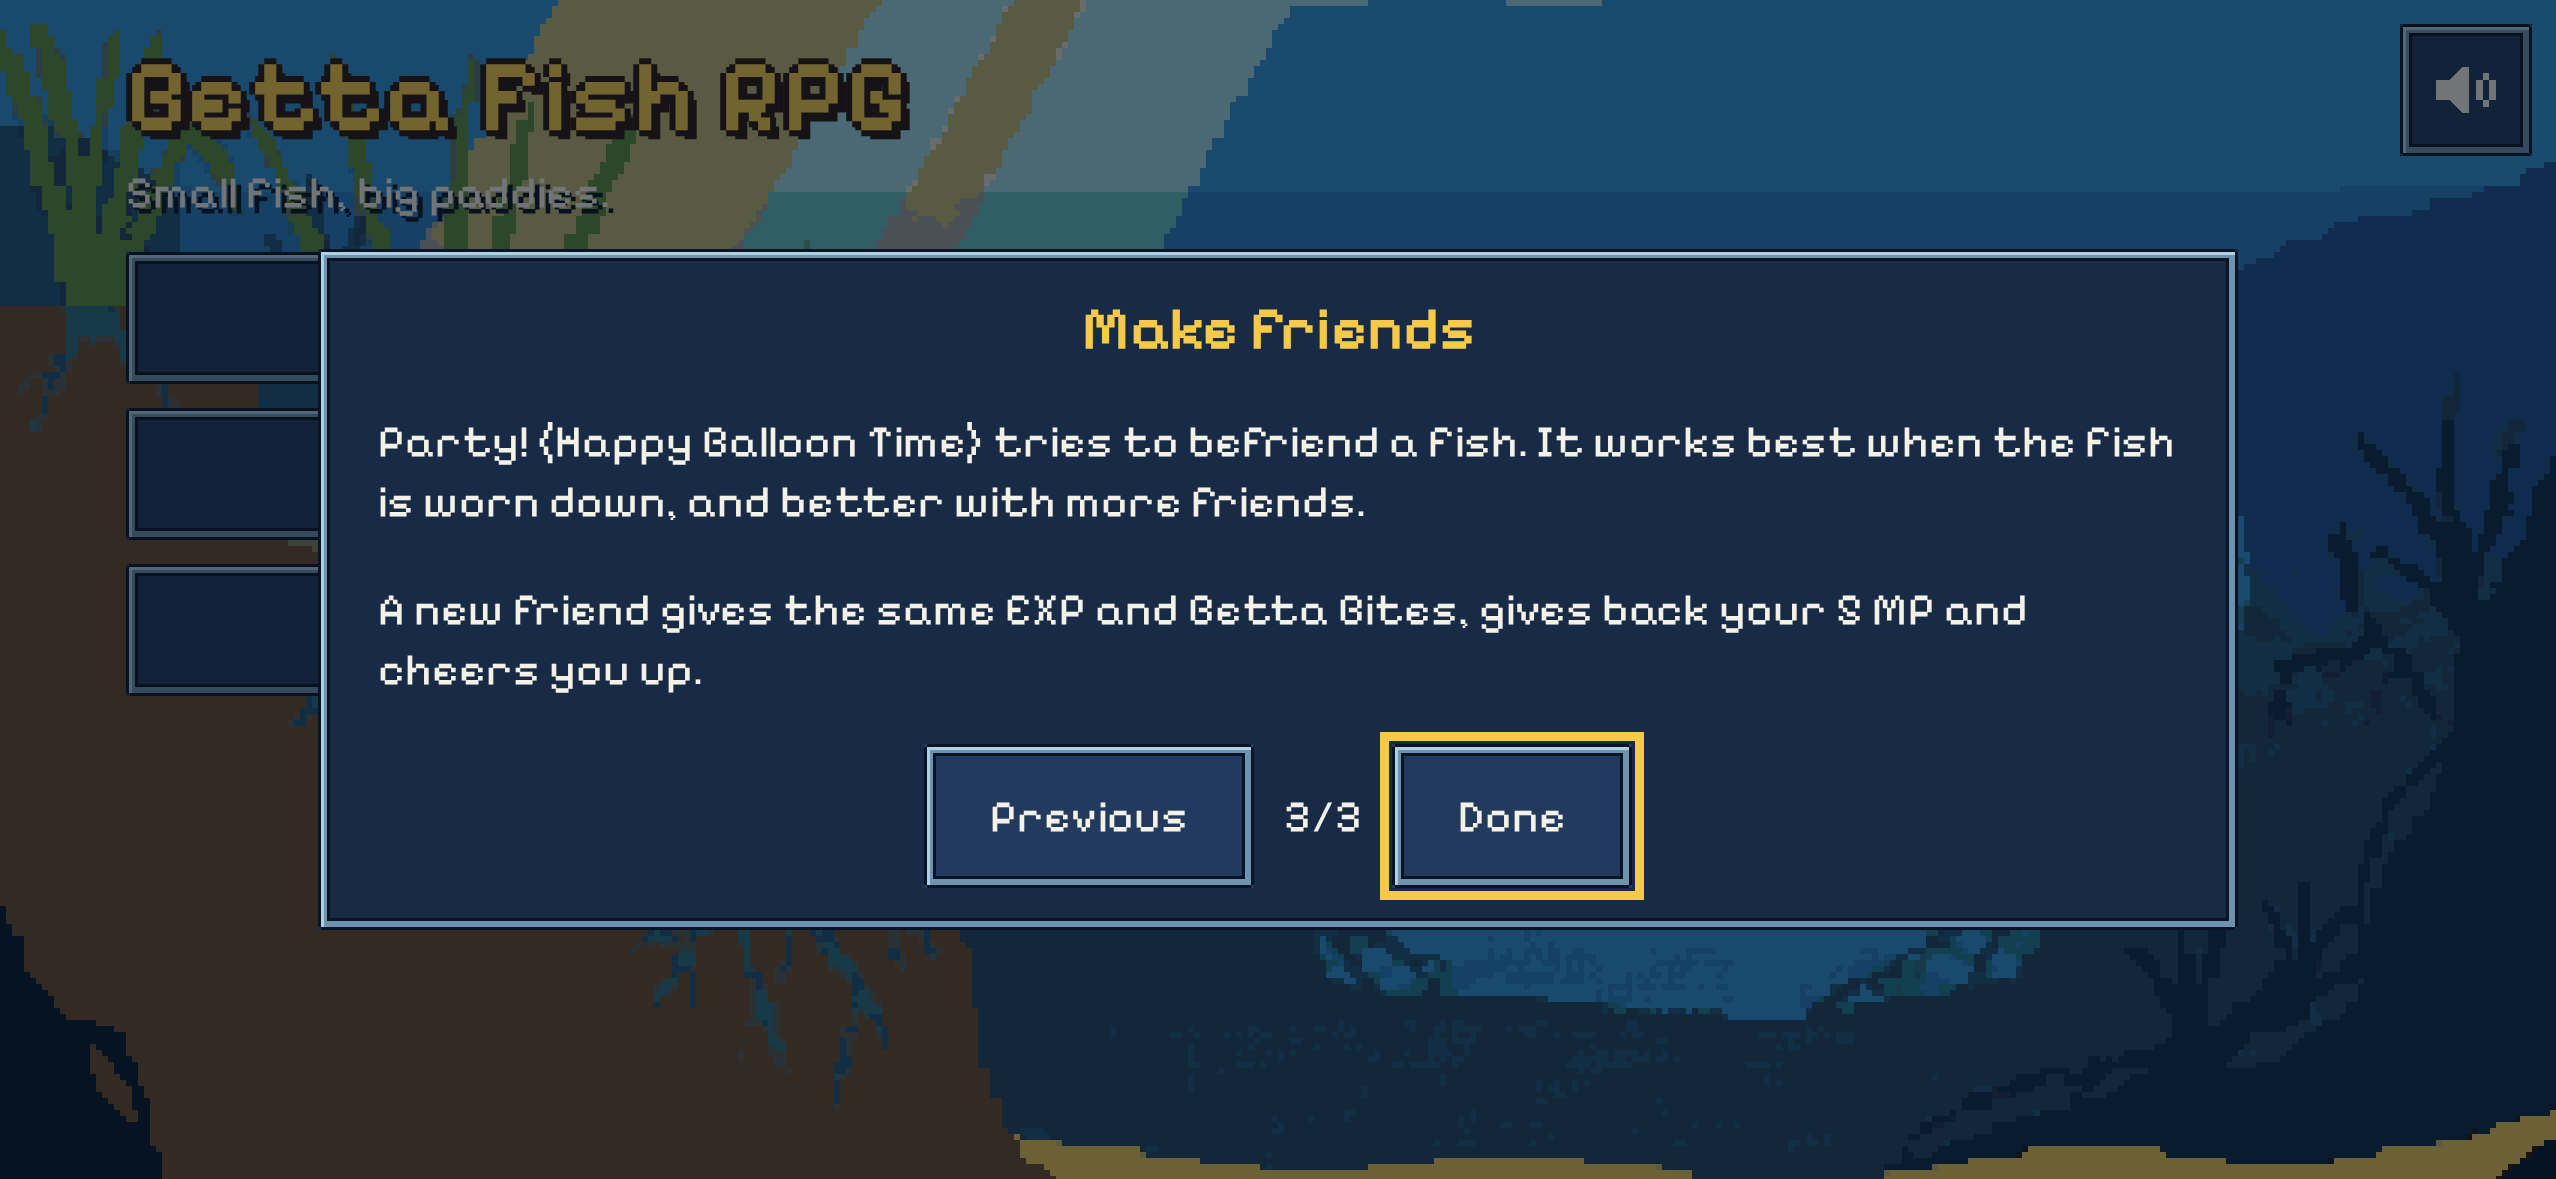 Betta Fish RPG
Small fish, big paddies.
Make Friends
Party! {Happy Balloon Time} tries to befriend a fish. It works best when the fish
is worn down, and better with more friends.
A new friend gives the same EXP and Betta Bites, gives back your 8 MP and
cheers you up.
Previous
3/3
Done